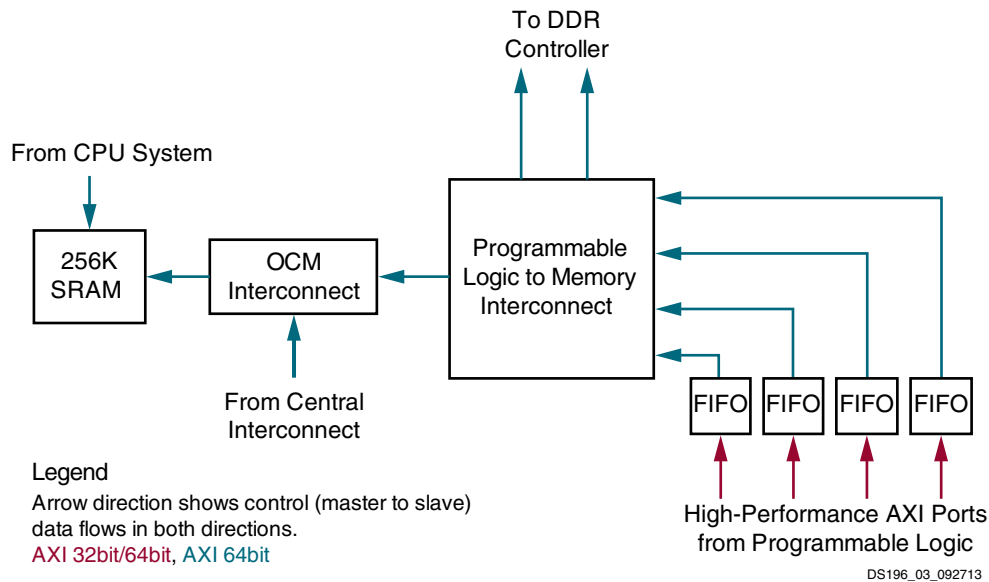 To DDR
Controller
From CPU System
256K
SRAM
OCM
Interconnect
Programmable
Logic to Memory
Interconnect
From Central
Interconnect
FIFO
FIFO
FIFO
FIFO
High-Performance AXI Ports
from Programmable Logic
Legend
Arrow direction shows control (master to slave)
data flows in both directions.
AXI 32bit/64bit, AXI 64bit
DS196_03_092713